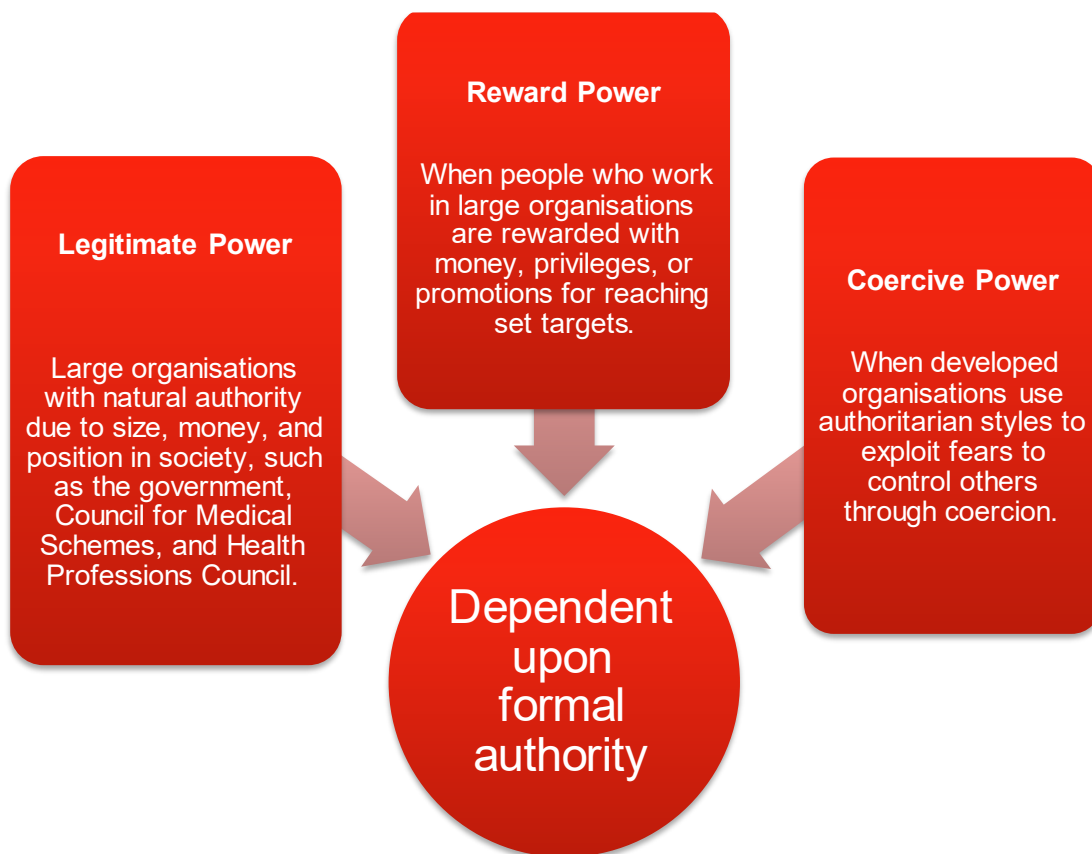 Legitimate Power
Large organisations
with natural authority
due to size, money, and
position in society, such
as the government,
Council for Medical
Schemes, and Health
Professions Council.
Reward Power
When people who work
in large organisations
are rewarded with
money, privileges, or
promotions for reaching
set targets.
Coercive Power
When developed
organisations use
authoritarian styles to
exploit fears to
control others
through coercion.
Dependent
upon
formal
authority